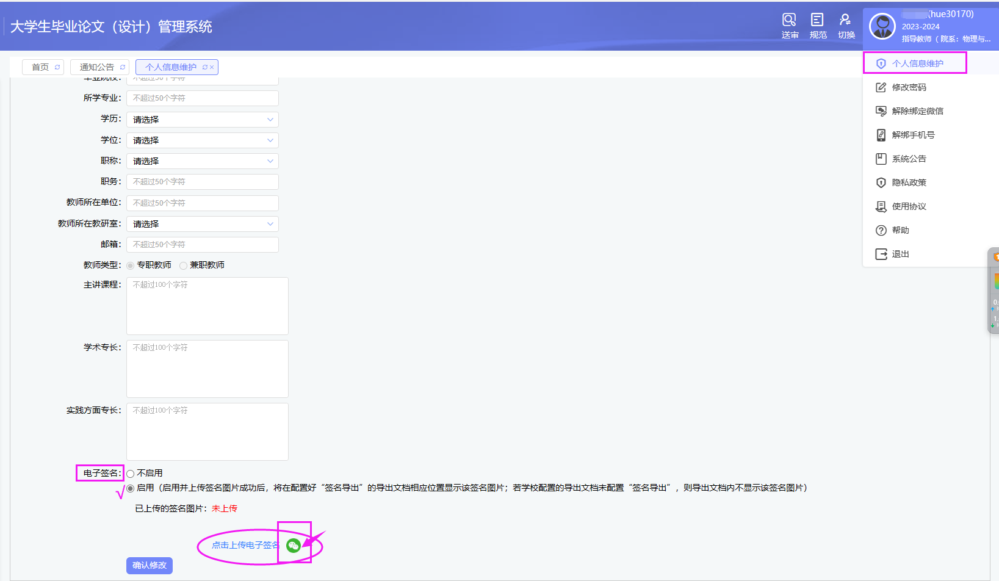 大学生毕业论文（设计）管理系统
送审
规范
切换
(hue30170)
2023-2024
指导教师（ 院系：物理与...
首页
通知公告
个人信息维护
个人信息维护
修改密码
解除绑定微信
解绑手机号
系统公告
隐私政策
使用协议
帮助
退出
毕业院校： 不超过50个字符
所学专业： 不超过50个字符
学历： 请选择
学位： 请选择
职称： 请选择
职务： 不超过50个字符
教师所在单位： 不超过50个字符
教师所在教研室： 请选择
邮箱： 不超过50个字符
教师类型： 专职教师 兼职教师
主讲课程： 不超过100个字符
学术专长： 不超过100个字符
实践方面专长： 不超过100个字符
电子签名： 不启用
√ 启用（启用并上传签名图片成功后，将在配置好“签名导出”的导出文档相应位置显示该签名图片；若学校配置的导出文档未配置“签名导出”，则导出文档内不显示该签名图片）
已上传的签名图片：未上传
点击上传电子签名
确认修改